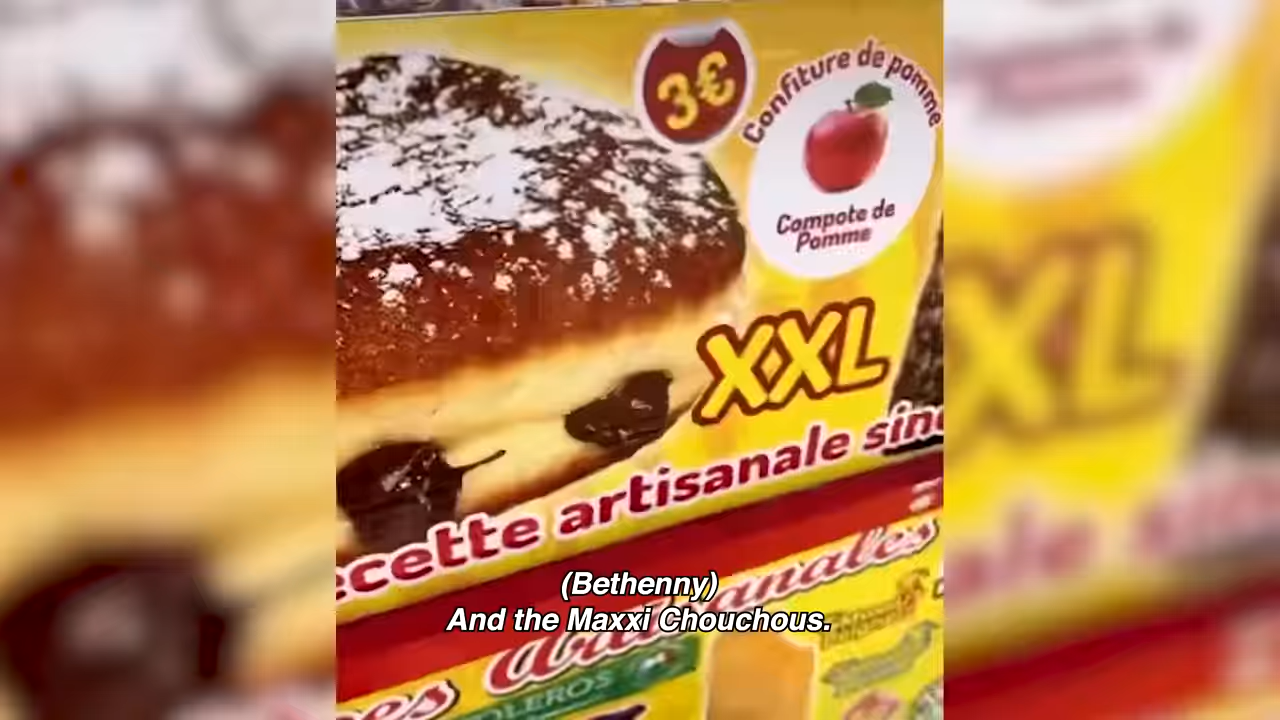 3€
Confiture de pomme
Compote de
Pomme
XXL
ecette artisanale sin
(Bethenny)
And the Maxxi Chouchous.